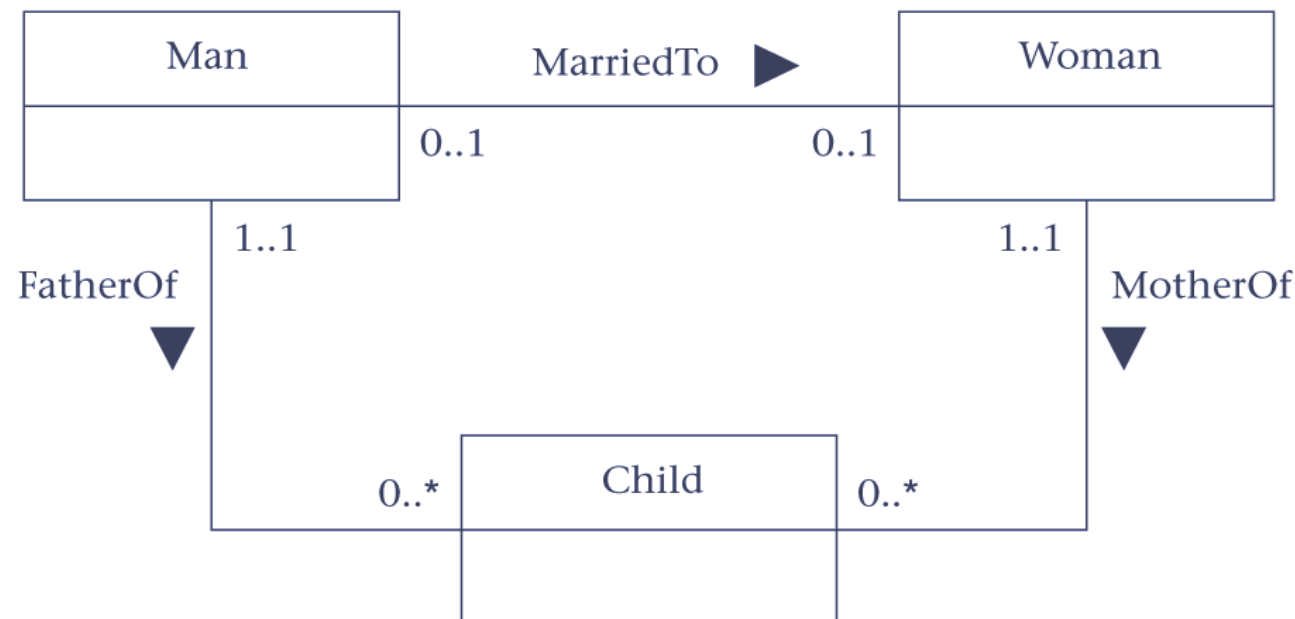 Man
MarriedTo
Woman
0..1
0..1
1..1
1..1
FatherOf
MotherOf
0..*
Child
0..*